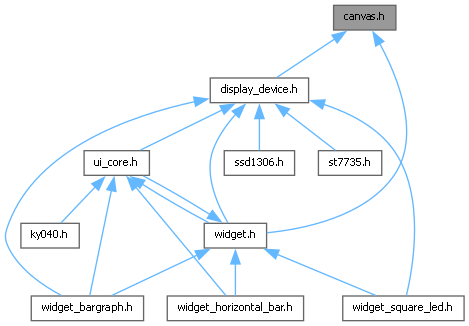 canvas.h
display_device.h
ui_core.h
ssd1306.h
st7735.h
ky040.h
widget.h
widget_bargraph.h
widget_horizontal_bar.h
widget_square_led.h